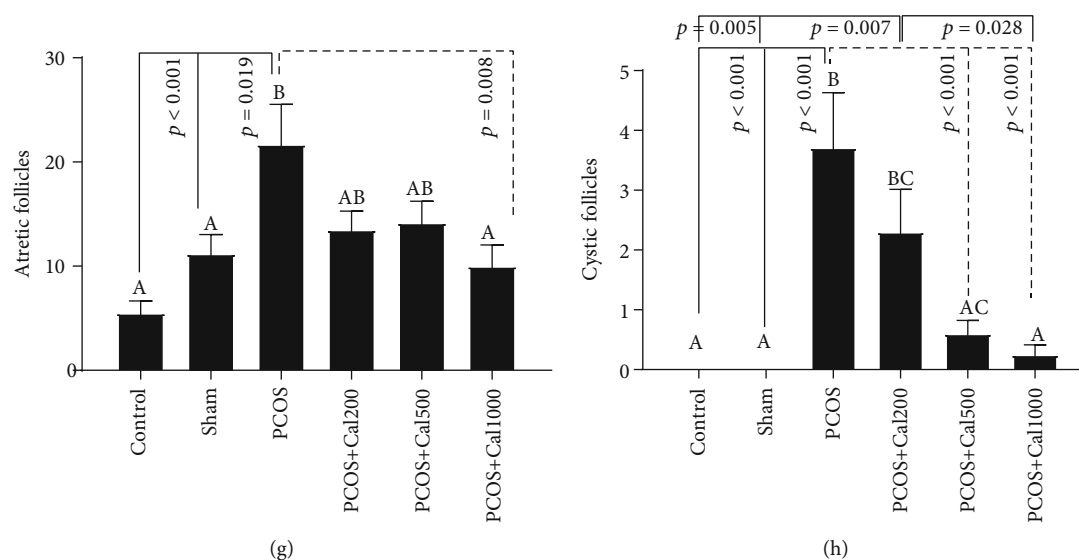 30
20
10
0
Atretic follicles
p < 0.001
p = 0.019
p = 0.008
A
A
B
AB
AB
A
Control
Sham
PCOS
PCOS+Cal200
PCOS+Cal500
PCOS+Cal1000
(g)
p = 0.005
p = 0.007
p = 0.028
5
4
3
2
1
0
Cystic follicles
p < 0.001
p < 0.001
p < 0.001
p < 0.001
A
A
B
BC
AC
A
Control
Sham
PCOS
PCOS+Cal200
PCOS+Cal500
PCOS+Cal1000
(h)